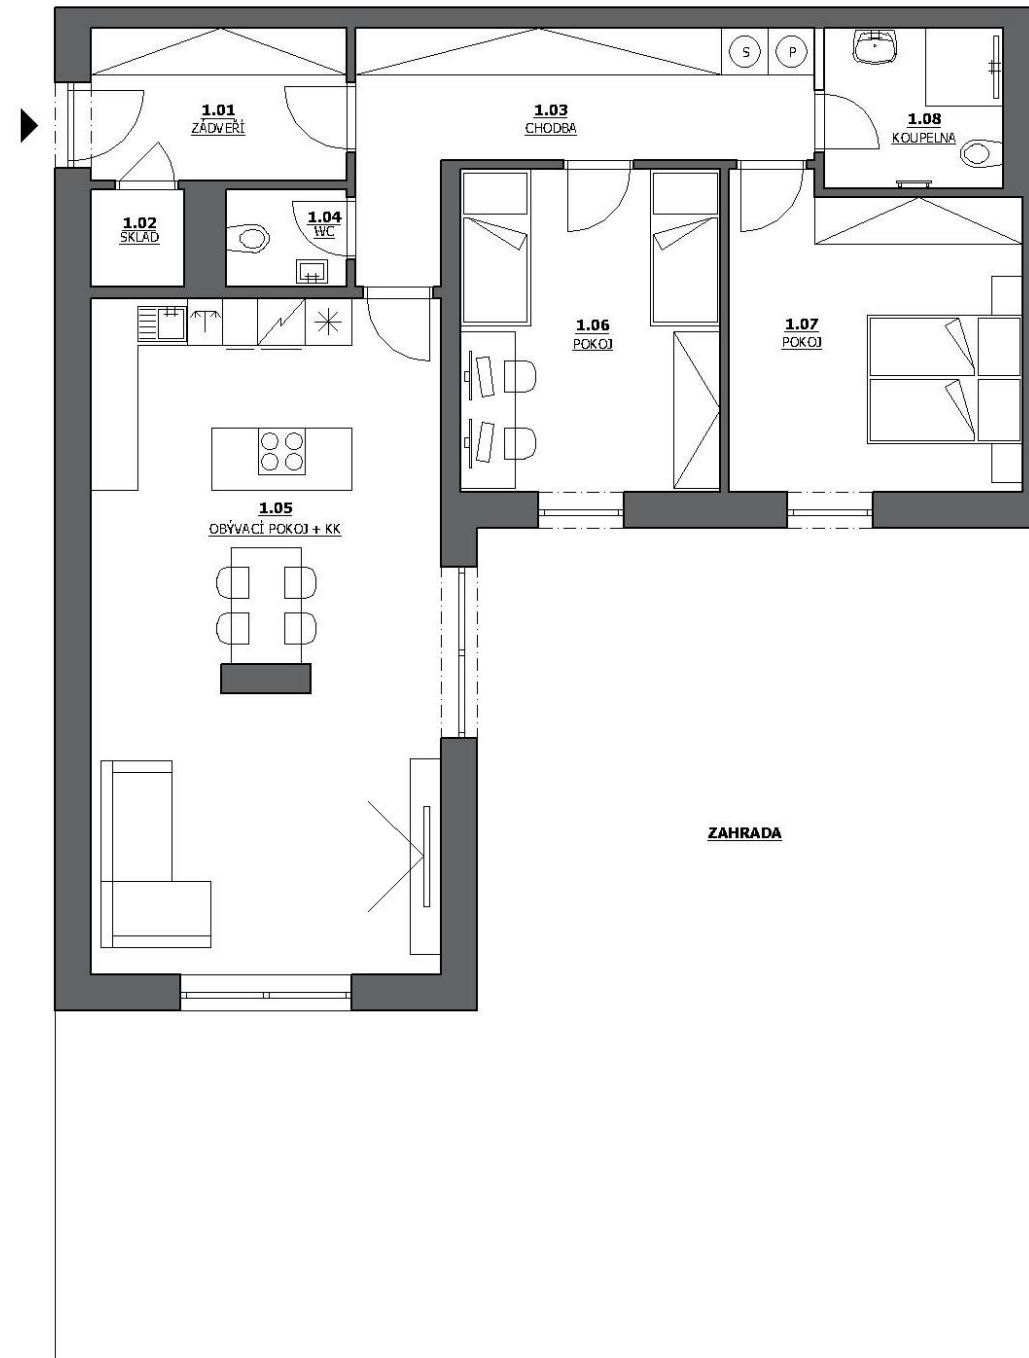 S
P
1.01
ZÁDVEŘÍ
1.03
CHODBA
1.08
KOUPELNA
1.02
SKLAD
1.04
WC
1.06
POKOJ
1.07
POKOJ
1.05
OBÝVACÍ POKOJ + KK
ZAHRADA